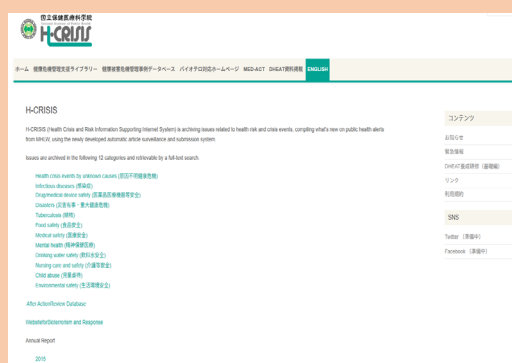 国立保健医療科学院
National Institute of Public Health
H-CRISIS
ホーム 健康危機管理支援ライブラリー 健康被害危機管理事例データベース バイオテロ対応ホームページ MED-ACT DHEAT資料掲載 ENGLISH
H-CRISIS
H-CRISIS (Health Crisis and Risk Information Supporting Internet System) is archiving issues related to health risk and crisis events, compiling what's new on public health alerts
from MHLW, using the newly developed automatic article surveillance and submission system
Issues are archived in the following 12 categories and retrievable by a full-text search.
Health crisis events by unknown causes (原因不明健康危機)
Infectious diseases (感染症)
Drug/medical device safety (医薬品医療機器等安全)
Disasters (災害有事・重大健康危機)
Tuberculosis (結核)
Food safety (食品安全)
Medical safety (医療安全)
Mental health (精神保健医療)
Drinking water safety (飲料水安全)
Nursing care and safety (介護等安全)
Child abuse (児童虐待)
Environmental safety (生活環境安全)
After ActionReview Database
WebsiteforBioterrorism and Response
Annual Report
2015
コンテンツ
お知らせ
緊急情報
DHEAT養成研修（基礎編）
リンク
利用規約
SNS
Twitter （準備中）
Facebook （準備中）